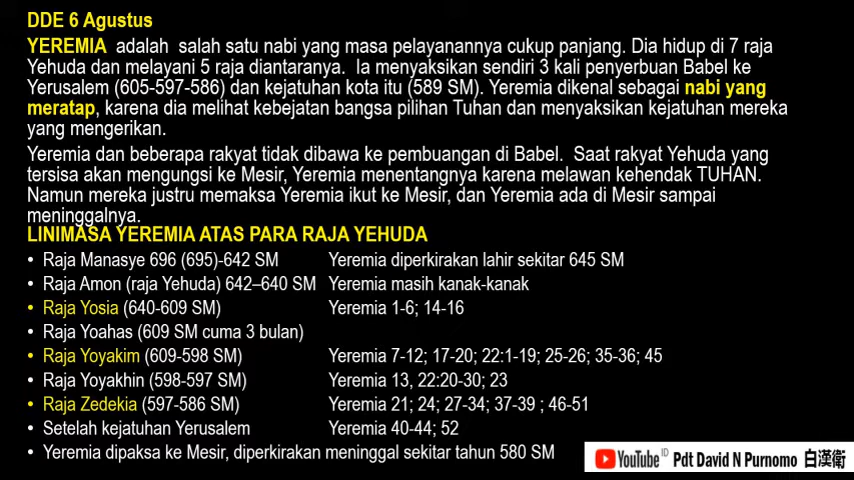 DDE 6 Agustus
YEREMIA adalah salah satu nabi yang masa pelayanannya cukup panjang. Dia hidup di 7 raja
Yehuda dan melayani 5 raja diantaranya. Ia menyaksikan sendiri 3 kali penyerbuan Babel ke
Yerusalem (605-597-586) dan kejatuhan kota itu (589 SM). Yeremia dikenal sebagai nabi yang
meratap, karena dia melihat kebejatan bangsa pilihan Tuhan dan menyaksikan kejatuhan mereka
yang mengerikan.
Yeremia dan beberapa rakyat tidak dibawa ke pembuangan di Babel. Saat rakyat Yehuda yang
tersisa akan mengungsi ke Mesir, Yeremia menentangnya karena melawan kehendak TUHAN.
Namun mereka justru memaksa Yeremia ikut ke Mesir, dan Yeremia ada di Mesir sampai
meninggalnya.
LINIMASA YEREMIA ATAS PARA RAJA YEHUDA
• Raja Manasye 696 (695)-642 SM Yeremia diperkirakan lahir sekitar 645 SM
• Raja Amon (raja Yehuda) 642–640 SM Yeremia masih kanak-kanak
• Raja Yosia (640-609 SM) Yeremia 1-6; 14-16
• Raja Yoahas (609 SM cuma 3 bulan)
• Raja Yoyakim (609-598 SM) Yeremia 7-12; 17-20; 22:1-19; 25-26; 35-36; 45
• Raja Yoyakhin (598-597 SM) Yeremia 13, 22:20-30; 23
• Raja Zedekia (597-586 SM) Yeremia 21; 24; 27-34; 37-39 ; 46-51
• Setelah kejatuhan Yerusalem Yeremia 40-44; 52
• Yeremia dipaksa ke Mesir, diperkirakan meninggal sekitar tahun 580 SM
YouTube ID Pdt David N Purnomo 白漢衛